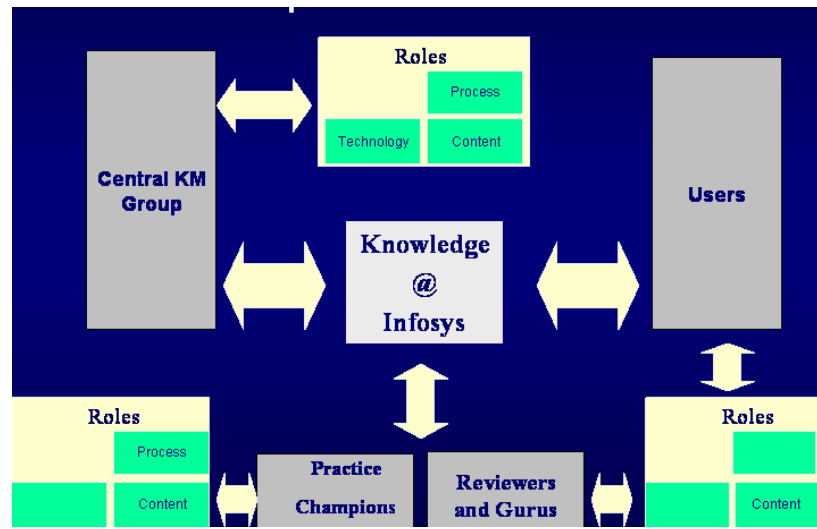 Roles
Process
Technology
Content
Central KM
Group
Users
Knowledge
@
Infosys
Roles
Process
Content
Practice
Champions
Reviewers
and Gurus
Roles
Content